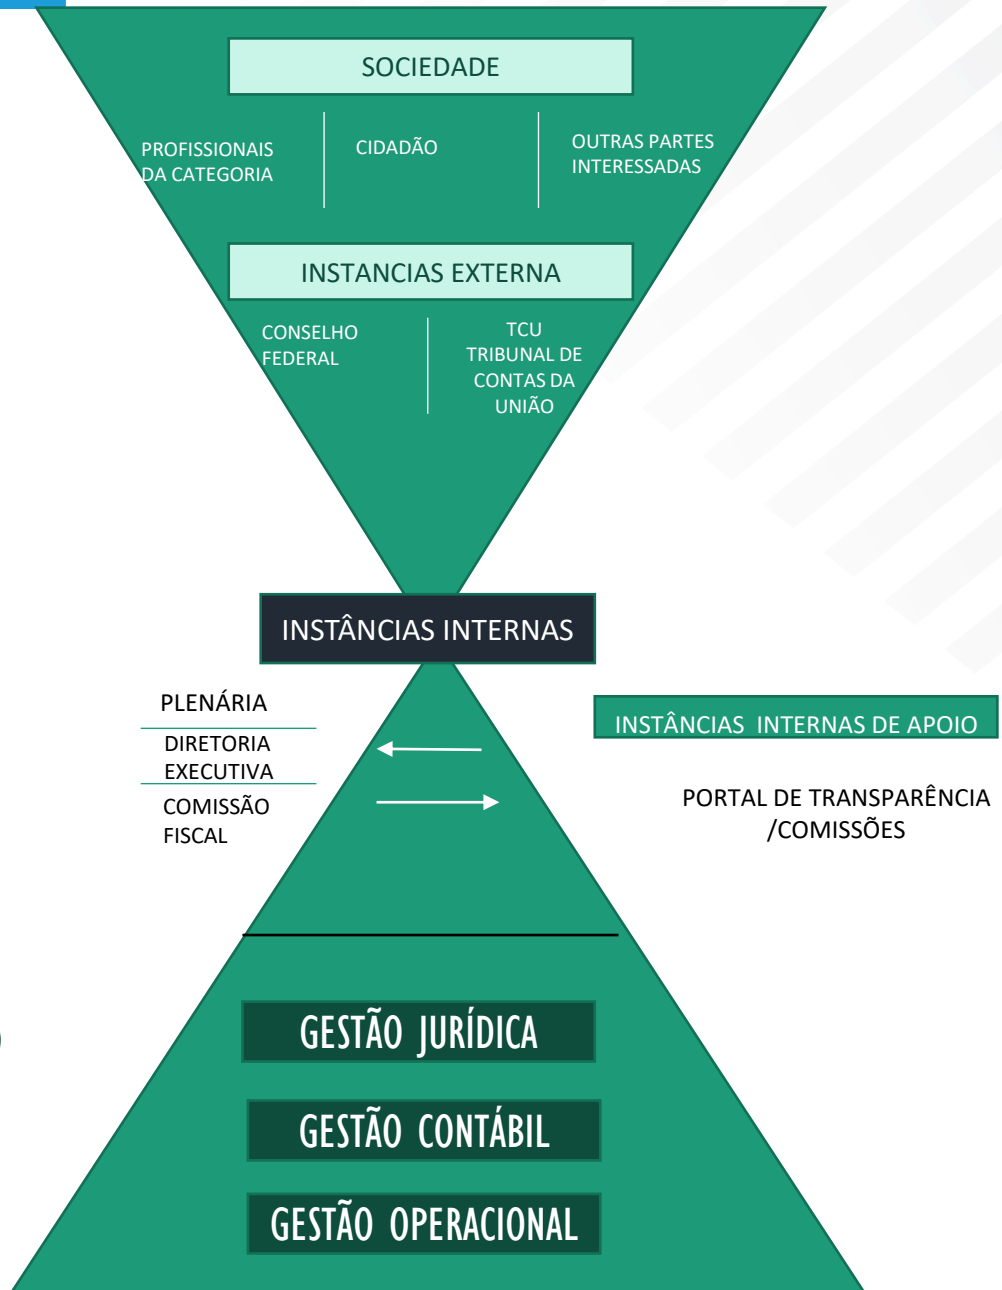 SOCIEDADE
PROFISSIONAIS
DA CATEGORIA
CIDADÃO
OUTRAS PARTES
INTERESSADAS
INSTANCIAS EXTERNA
CONSELHO
FEDERAL
TCU
TRIBUNAL DE
CONTAS DA
UNIÃO
INSTÂNCIAS INTERNAS
PLENÁRIA
DIRETORIA
EXECUTIVA
COMISSÃO
FISCAL
INSTÂNCIAS INTERNAS DE APOIO
PORTAL DE TRANSPARÊNCIA
/COMISSÕES
GESTÃO JURÍDICA
GESTÃO CONTÁBIL
GESTÃO OPERACIONAL